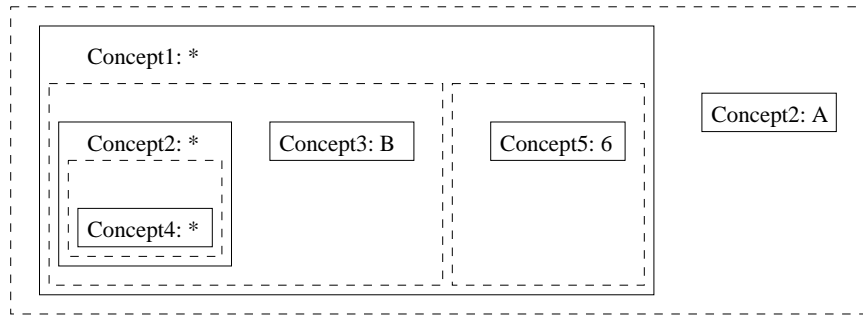 Concept1: *
Concept2: A
Concept2: *
Concept3: B
Concept5: 6
Concept4: *